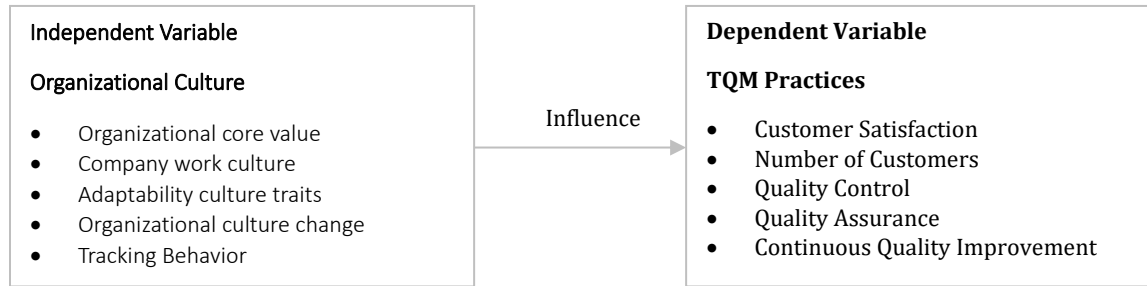 Independent Variable
Organizational Culture
• Organizational core value
• Company work culture
• Adaptability culture traits
• Organizational culture change
• Tracking Behavior
Influence
Dependent Variable
TQM Practices
• Customer Satisfaction
• Number of Customers
• Quality Control
• Quality Assurance
• Continuous Quality Improvement